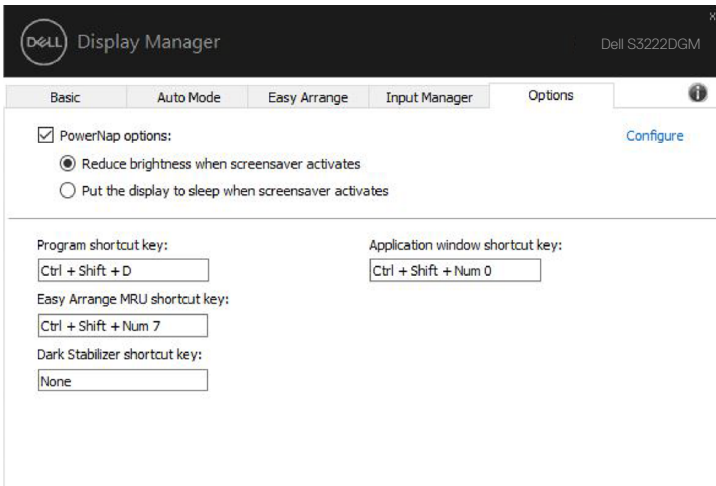 x
DELL Display Manager
Dell S3222DGM
Basic Auto Mode Easy Arrange Input Manager Options
PowerNap options: Configure
Reduce brightness when screensaver activates
Put the display to sleep when screensaver activates
Program shortcut key: Application window shortcut key:
Ctrl + Shift + D Ctrl + Shift + Num 0
Easy Arrange MRU shortcut key:
Ctrl + Shift + Num 7
Dark Stabilizer shortcut key:
None